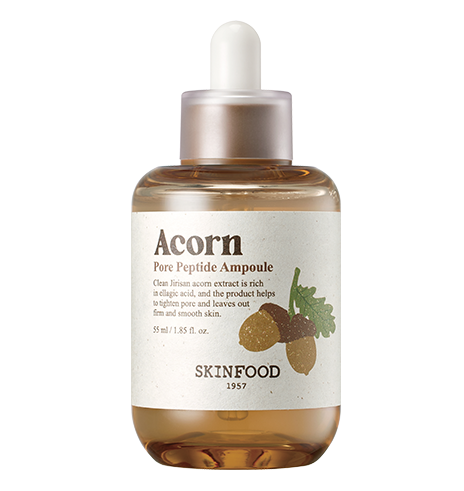 Acorn
Pore Peptide Ampoule
Clean Jirisan acorn extract is rich
in ellagic acid, and the product helps
to tighten pore and leaves out
firm and smooth skin.
55 ml / 1.85 fl. oz.
SKINFOOD
1957